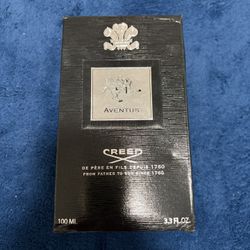 AVENTUS
CREED
DE PÈRE EN FILS DEPUIS 1760
FROM FATHER TO SON SINCE 1760
100 ML
3.3 FL.OZ